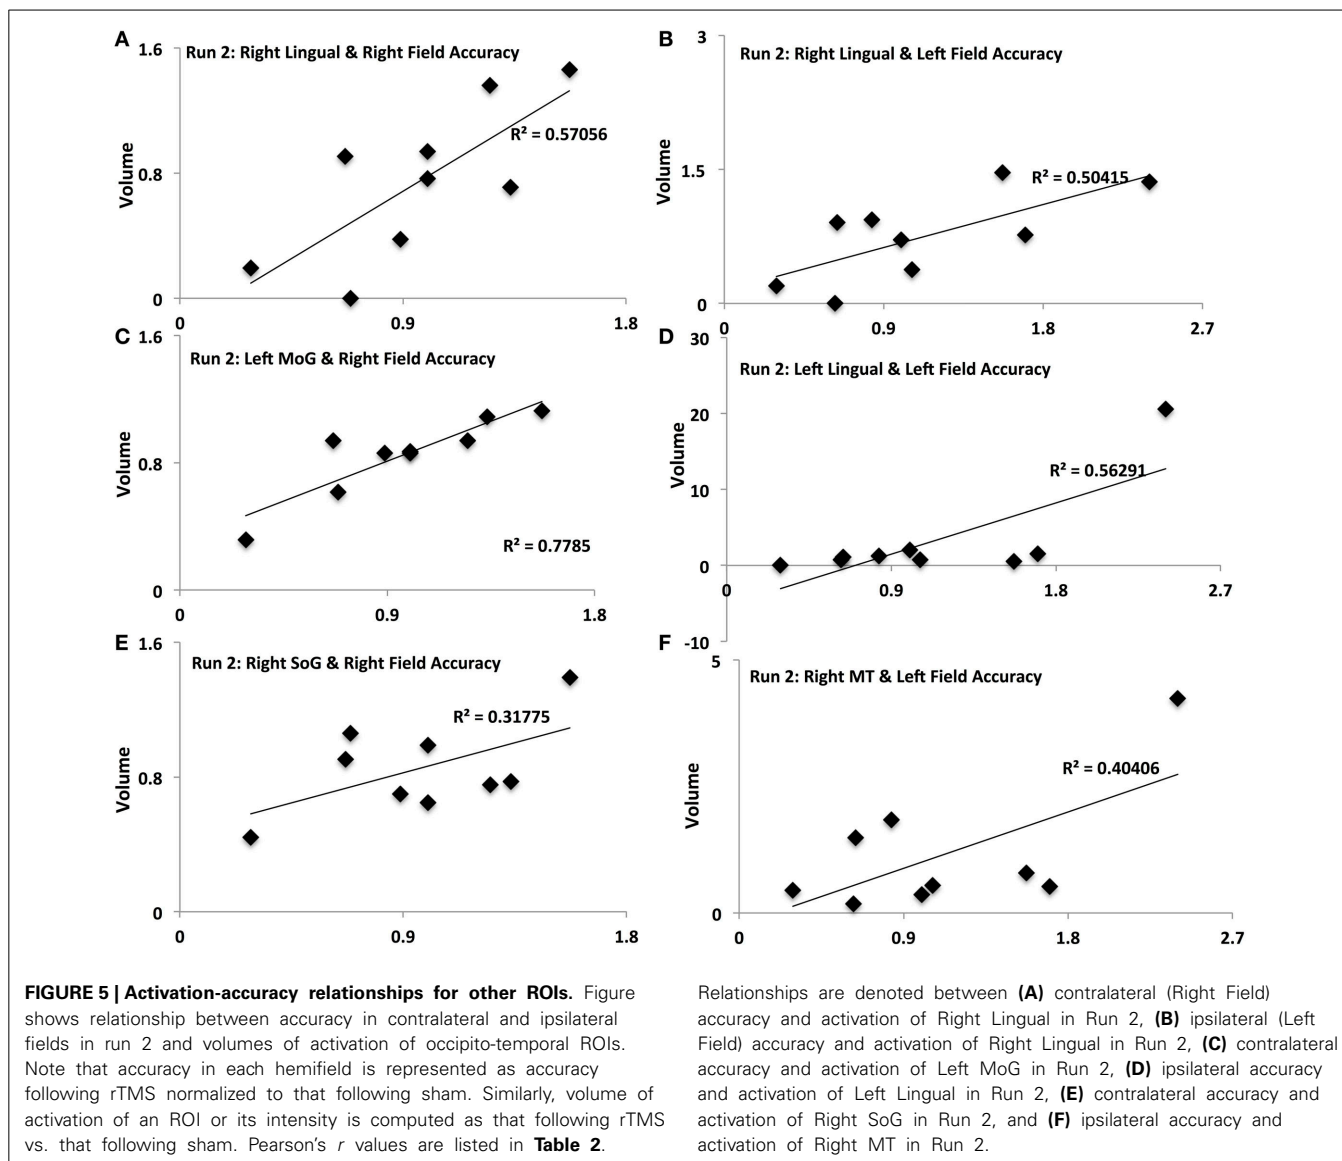 A
1.6
Run 2: Right Lingual & Right Field Accuracy
R² = 0.57056
Volume
0.8
0
0
0.9
1.8
B
3
Run 2: Right Lingual & Left Field Accuracy
R² = 0.50415
Volume
1.5
0
0
0.9
1.8
2.7
C
1.6
Run 2: Left MoG & Right Field Accuracy
Volume
0.8
R² = 0.7785
0
0
0.9
1.8
D
30
Run 2: Left Lingual & Left Field Accuracy
20
Volume
R² = 0.56291
10
0
0
0.9
1.8
2.7
-10
E
1.6
Run 2: Right SoG & Right Field Accuracy
R² = 0.31775
Volume
0.8
0
0
0.9
1.8
F
5
Run 2: Right MT & Left Field Accuracy
R² = 0.40406
Volume
0
0
0.9
1.8
2.7
FIGURE 5 | Activation-accuracy relationships for other ROIs. Figure
shows relationship between accuracy in contralateral and ipsilateral
fields in run 2 and volumes of activation of occipito-temporal ROIs.
Note that accuracy in each hemifield is represented as accuracy
following rTMS normalized to that following sham. Similarly, volume of
activation of an ROI or its intensity is computed as that following rTMS
vs. that following sham. Pearson's r values are listed in Table 2.
Relationships are denoted between (A) contralateral (Right Field)
accuracy and activation of Right Lingual in Run 2, (B) ipsilateral (Left
Field) accuracy and activation of Right Lingual in Run 2, (C) contralateral
accuracy and activation of Left MoG in Run 2, (D) ipsilateral accuracy
and activation of Left Lingual in Run 2, (E) contralateral accuracy and
activation of Right SoG in Run 2, and (F) ipsilateral accuracy and
activation of Right MT in Run 2.